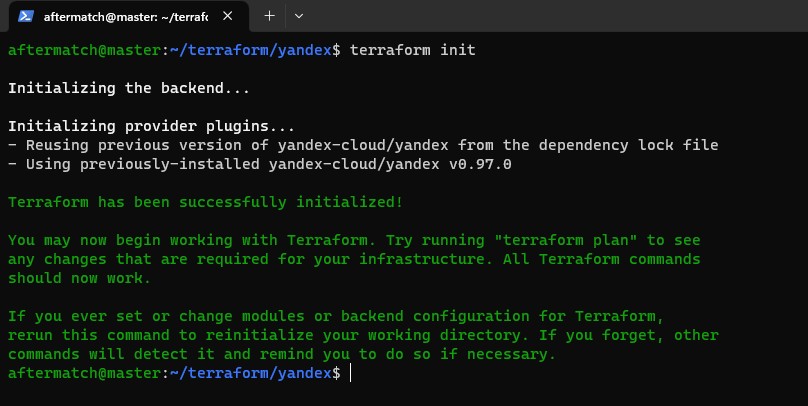 aftermatch@master: ~/terrafo
aftermatch@master:~/terraform/yandex$ terraform init
Initializing the backend...
Initializing provider plugins...
- Reusing previous version of yandex-cloud/yandex from the dependency lock file
- Using previously-installed yandex-cloud/yandex v0.97.0
Terraform has been successfully initialized!
You may now begin working with Terraform. Try running "terraform plan" to see
any changes that are required for your infrastructure. All Terraform commands
should now work.
If you ever set or change modules or backend configuration for Terraform,
rerun this command to reinitialize your working directory. If you forget, other
commands will detect it and remind you to do so if necessary.
aftermatch@master:~/terraform/yandex$